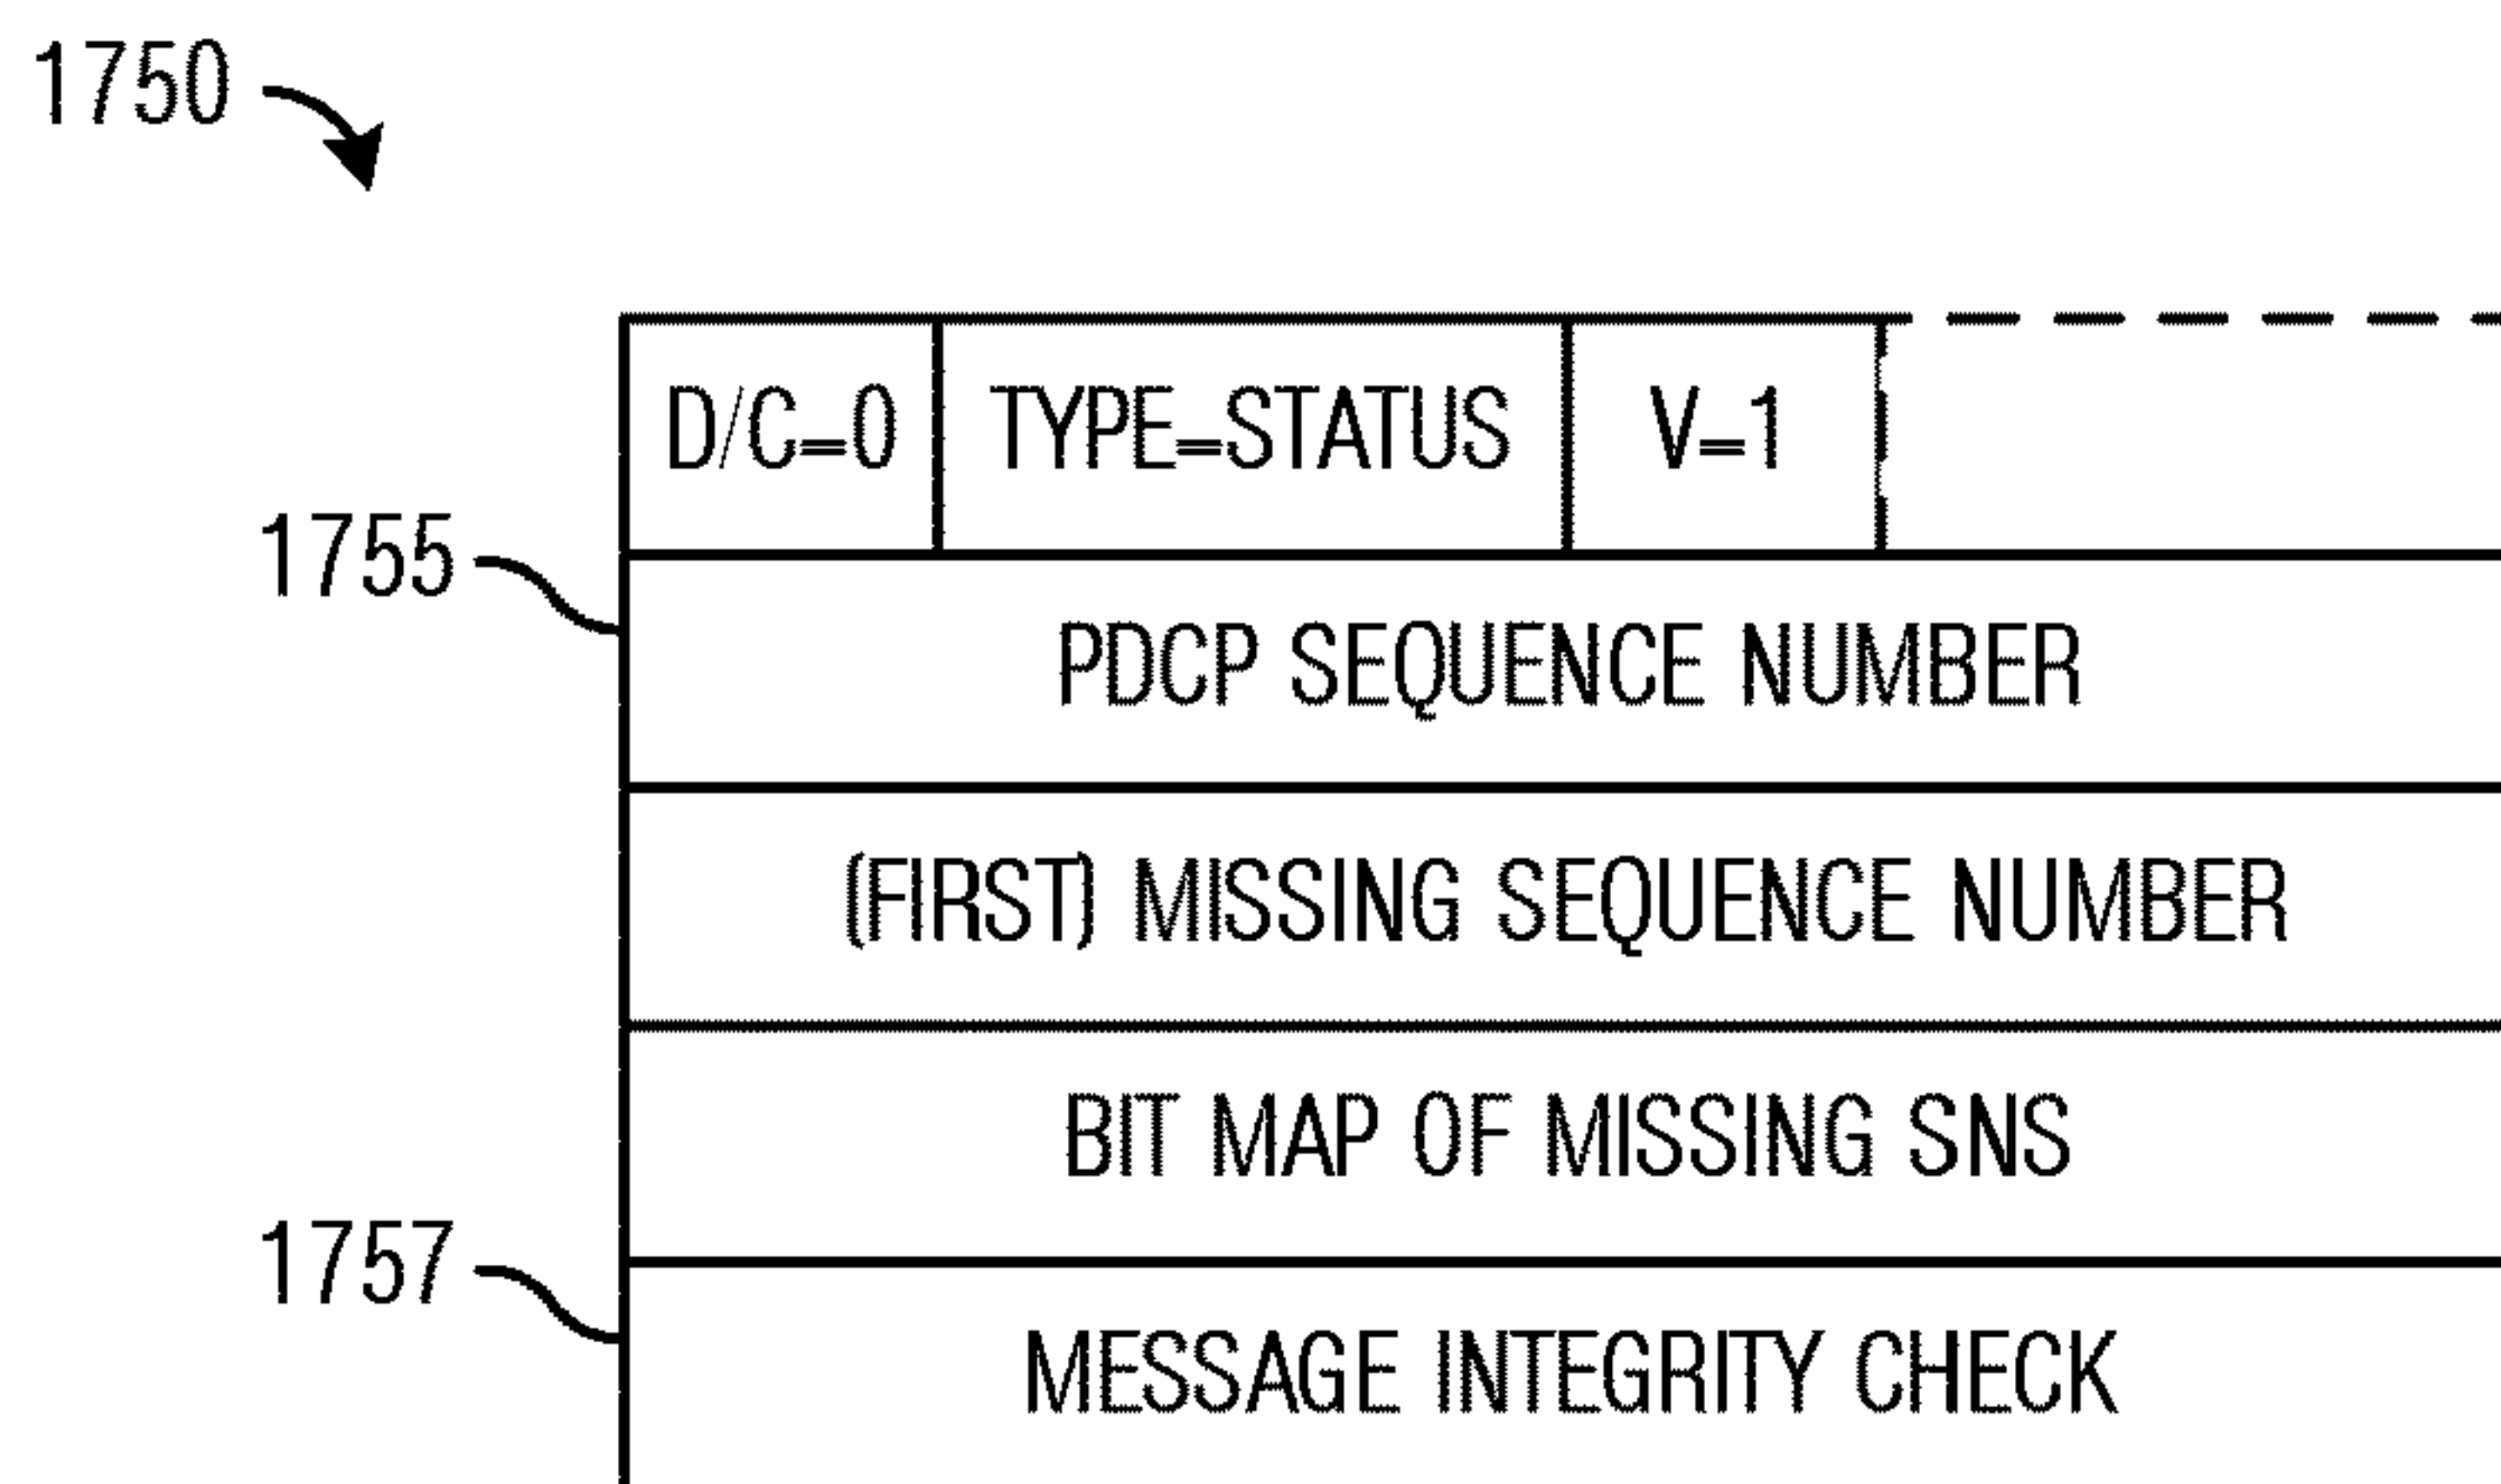 1750
D/C=0 TYPE=STATUS V=1
1755
PDCP SEQUENCE NUMBER
(FIRST) MISSING SEQUENCE NUMBER
BIT MAP OF MISSING SNS
1757
MESSAGE INTEGRITY CHECK